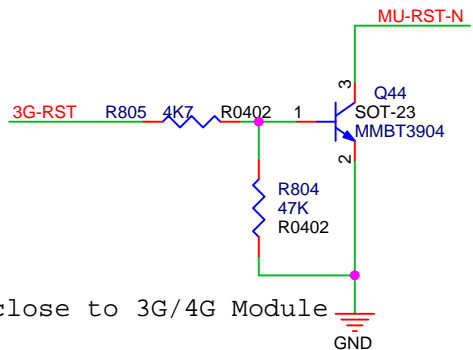 MU-RST-N
3
Q44
3G-RST R805 4K7 R0402 1 SOT-23
MMBT3904
2
R804
47K
R0402
close to 3G/4G Module
GND